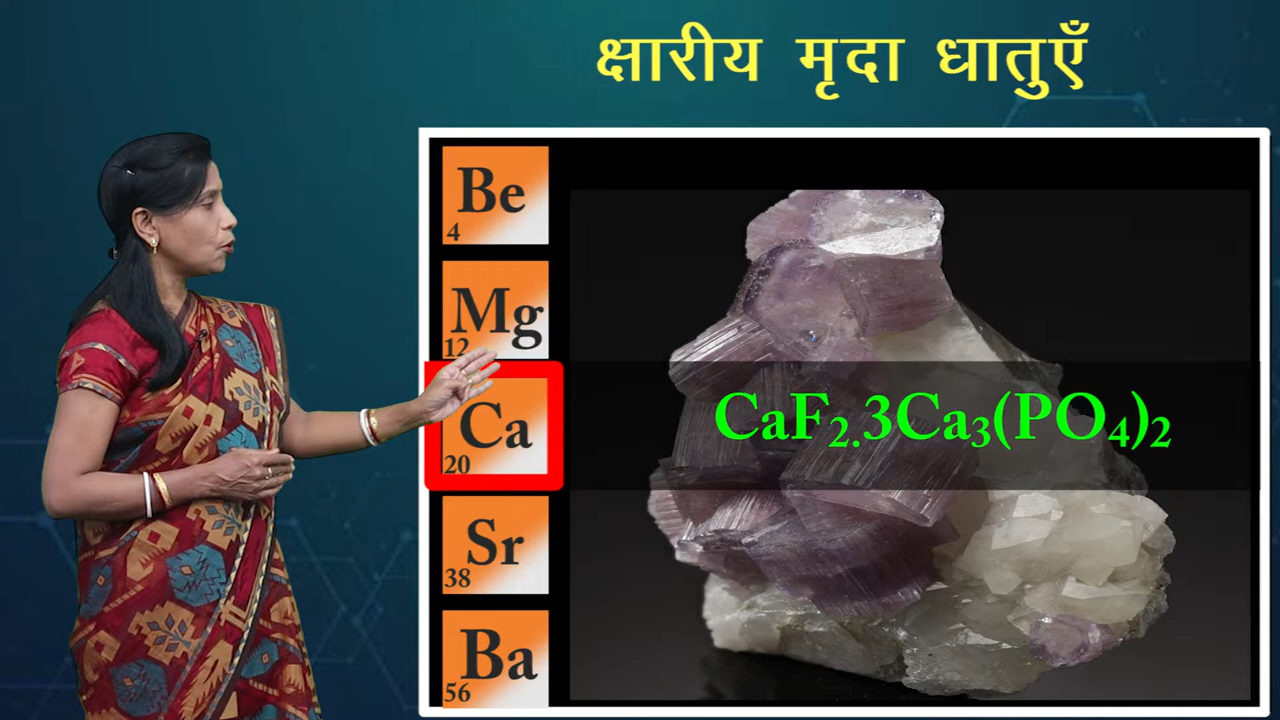 क्षारीय मृदा धातुएँ
Be
4
Mg
12
Ca
20
Sr
38
Ba
56
CaF₂.3Ca₃(PO₄)₂